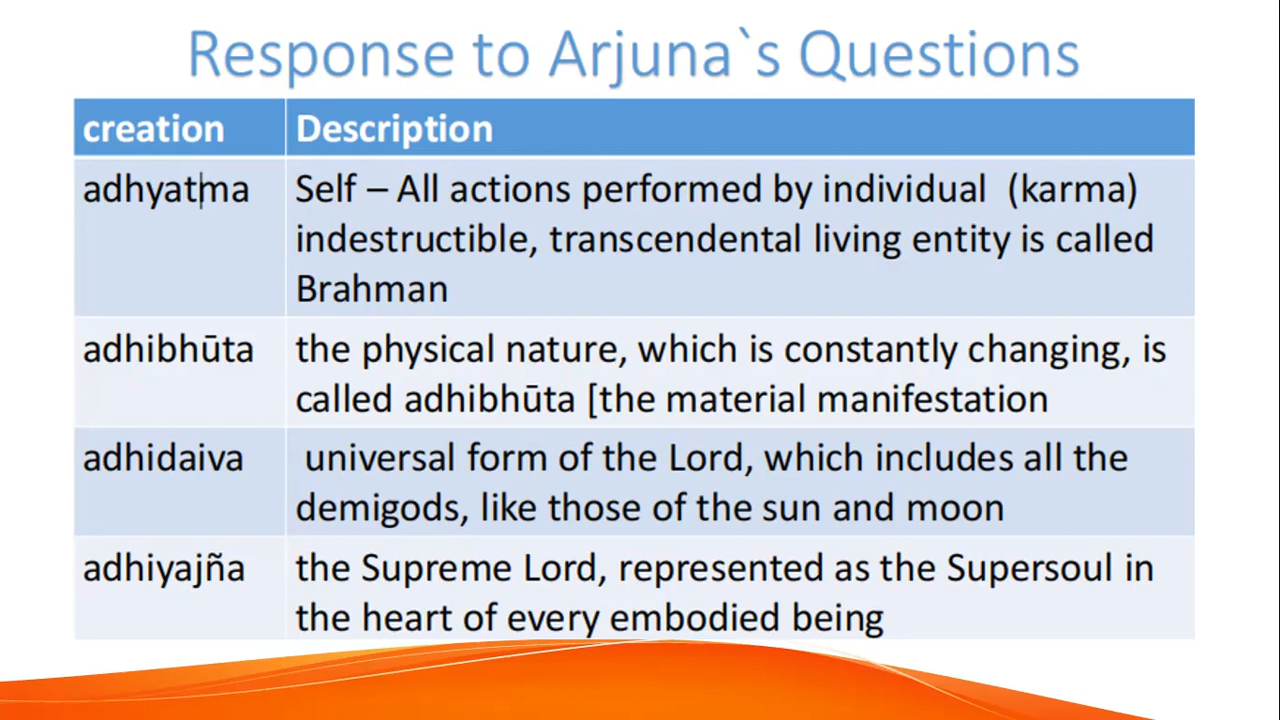 Response to Arjuna`s Questions
creation Description
adhyatma Self – All actions performed by individual (karma)
indestructible, transcendental living entity is called
Brahman
adhibhūta the physical nature, which is constantly changing, is
called adhibhūta [the material manifestation
adhidaiva universal form of the Lord, which includes all the
demigods, like those of the sun and moon
adhiyajña the Supreme Lord, represented as the Supersoul in
the heart of every embodied being